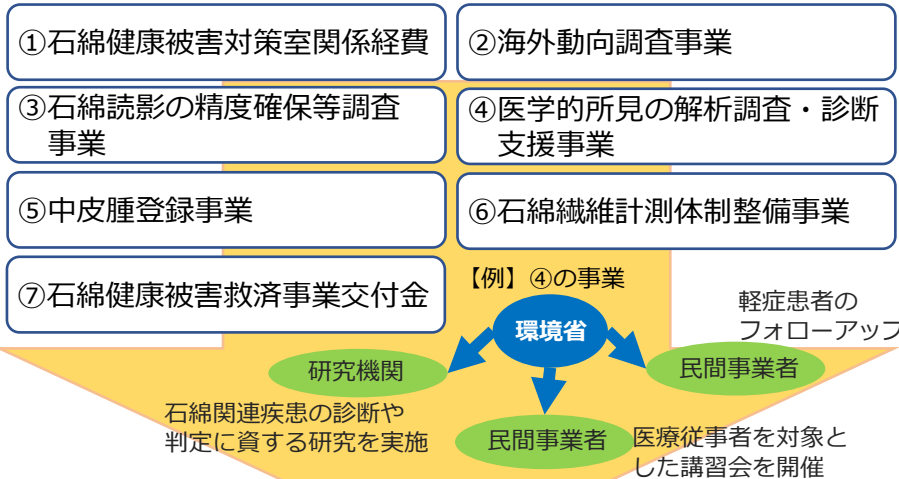 ①石綿健康被害対策室関係経費
②海外動向調査事業
③石綿読影の精度確保等調査
事業
④医学的所見の解析調査・診断
支援事業
⑤中皮腫登録事業
⑥石綿繊維計測体制整備事業
⑦石綿健康被害救済事業交付金
【例】④の事業
環境省
軽症患者の
フォローアップ
研究機関
民間事業者
石綿関連疾患の診断や
判定に資する研究を実施
民間事業者
医療従事者を対象と
した講習会を開催